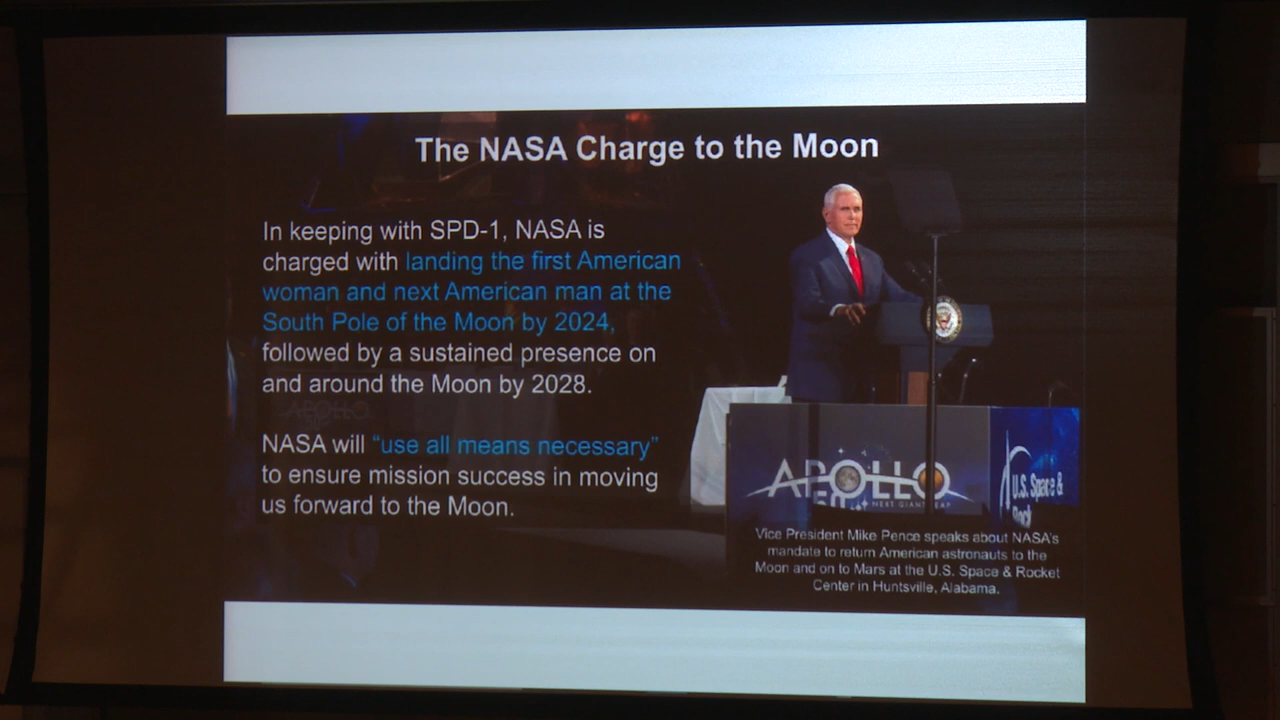 The NASA Charge to the Moon
In keeping with SPD-1, NASA is
charged with landing the first American
woman and next American man at the
South Pole of the Moon by 2024,
followed by a sustained presence on
and around the Moon by 2028.
NASA will “use all means necessary”
to ensure mission success in moving
us forward to the Moon.
APOLLO
NEXT GIANT LEAP
U.S. Space &
Rock
Vice President Mike Pence speaks about NASA's
mandate to return American astronauts to the
Moon and on to Mars at the U.S. Space & Rocket
Center in Huntsville, Alabama.